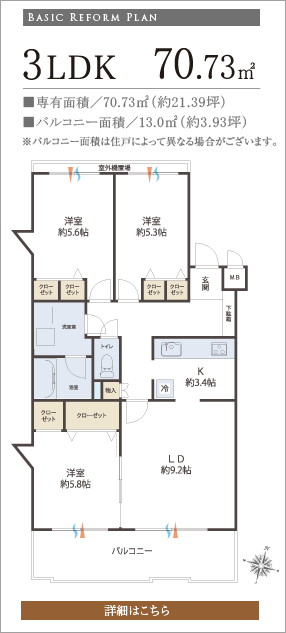 BASIC REFORM PLAN
3LDK 70.73㎡
■専有面積／70.73㎡（約21.39坪）
■バルコニー面積／13.0㎡（約3.93坪）
※バルコニー面積は住戸によって異なる場合がございます。
室外機置場
洋室
約5.6帖
洋室
約5.3帖
クロー
ゼット
クロー
ゼット
クロー
ゼット
クロー
ゼット
玄関
M.B
下駄箱
洗面室
トイレ
浴室
物入
冷
K
約3.4帖
クロー
ゼット
クローゼット
洋室
約5.8帖
LD
約9.2帖
バルコニー
詳細はこちら